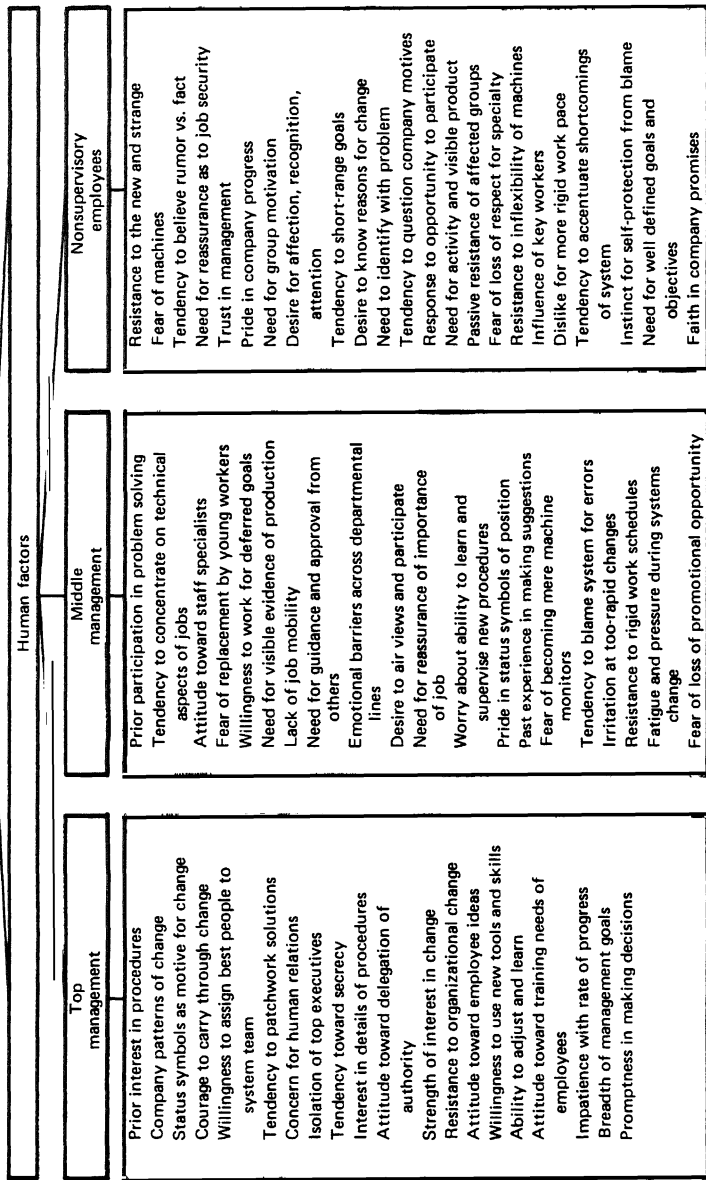 Human factors
Top
management
Prior interest in procedures
Company patterns of change
Status symbols as motive for change
Courage to carry through change
Willingness to assign best people to
system team
Tendency to patchwork solutions
Concern for human relations
Isolation of top executives
Tendency toward secrecy
Interest in details of procedures
Attitude toward delegation of
authority
Strength of interest in change
Resistance to organizational change
Attitude toward employee ideas
Willingness to use new tools and skills
Ability to adjust and learn
Attitude toward training needs of
employees
Impatience with rate of progress
Breadth of management goals
Promptness in making decisions
Middle
management
Prior participation in problem solving
Tendency to concentrate on technical
aspects of jobs
Attitude toward staff specialists
Fear of replacement by young workers
Willingness to work for deferred goals
Need for visible evidence of production
Lack of job mobility
Need for guidance and approval from
others
Emotional barriers across departmental
lines
Desire to air views and participate
Need for reassurance of importance
of job
Worry about ability to learn and
supervise new procedures
Pride in status symbols of position
Past experience in making suggestions
Fear of becoming mere machine
monitors
Tendency to blame system for errors
Irritation at too-rapid changes
Resistance to rigid work schedules
Fatigue and pressure during systems
change
Fear of loss of promotional opportunity
Nonsupervisory
employees
Resistance to the new and strange
Fear of machines
Tendency to believe rumor vs. fact
Need for reassurance as to job security
Trust in management
Pride in company progress
Need for group motivation
Desire for affection, recognition,
attention
Tendency to short-range goals
Desire to know reasons for change
Need to identify with problem
Tendency to question company motives
Response to opportunity to participate
Need for activity and visible product
Passive resistance of affected groups
Fear of loss of respect for specialty
Resistance to inflexibility of machines
Influence of key workers
Dislike for more rigid work pace
Tendency to accentuate shortcomings
of system
Instinct for self-protection from blame
Need for well defined goals and
objectives
Faith in company promises